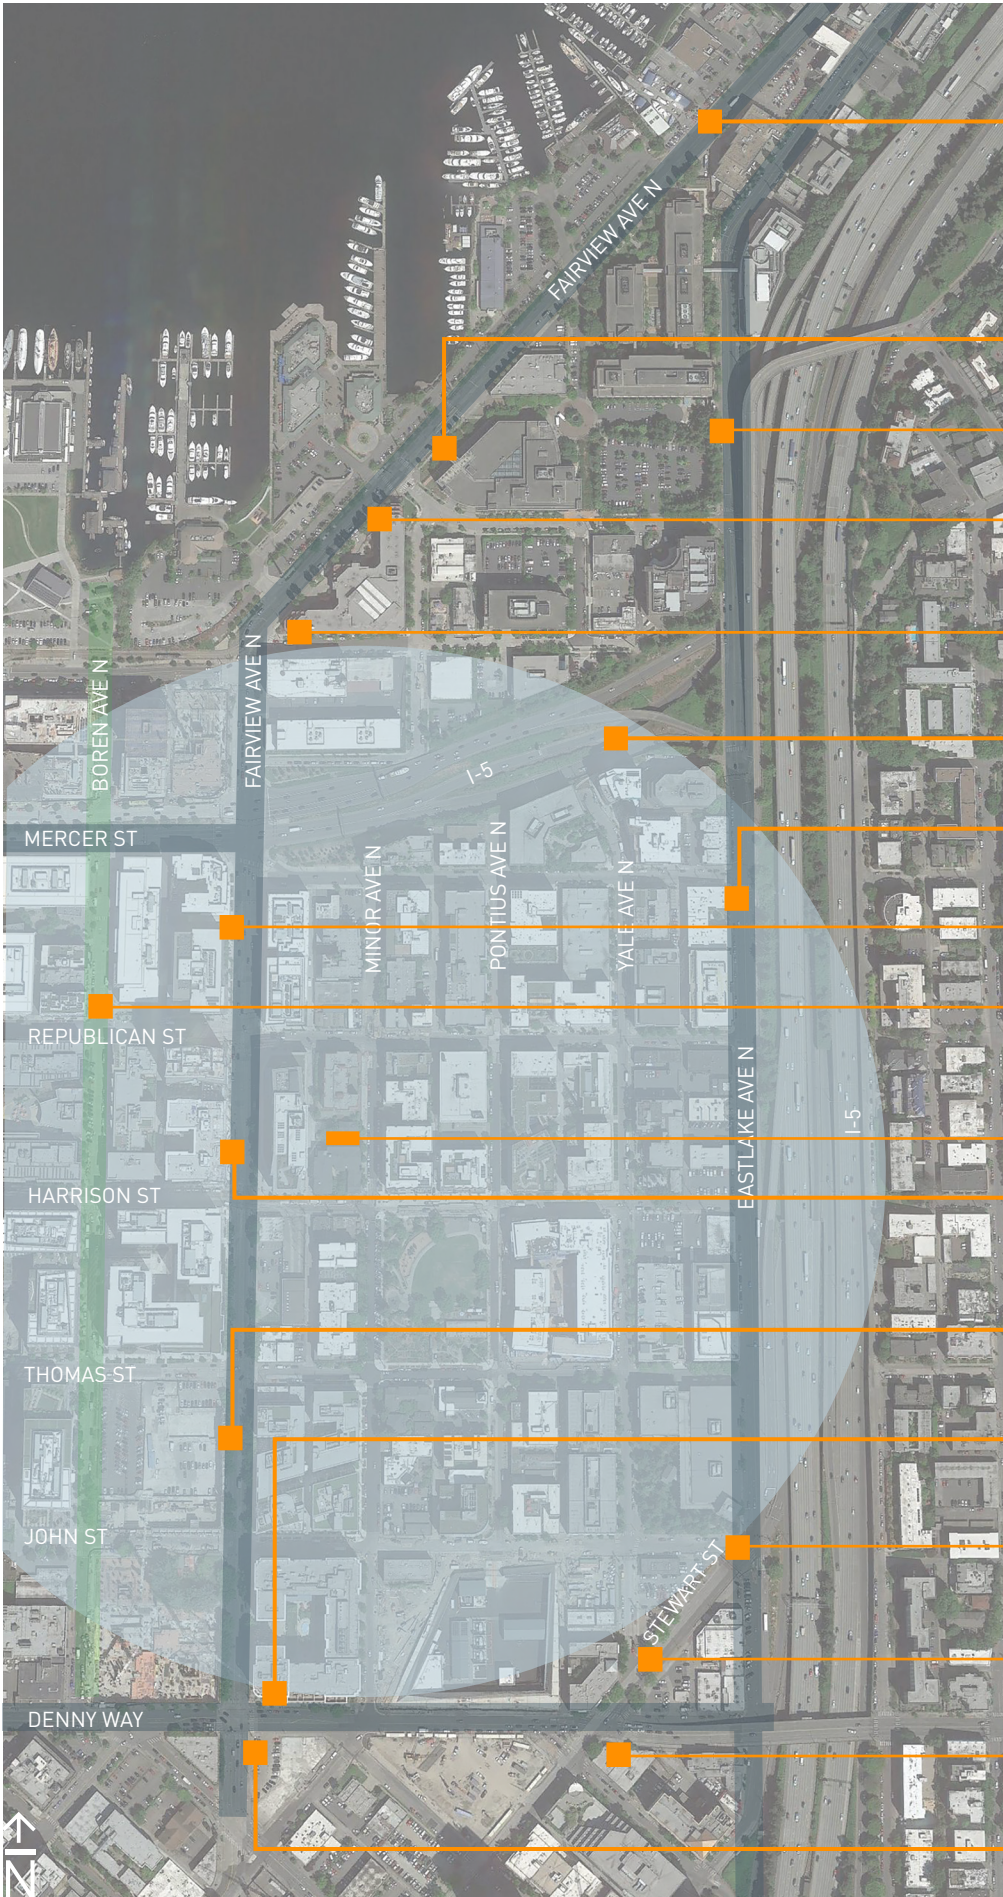 FAIRVIEW AVE N
BOREN AVE N
FAIRVIEW AVE N
I-5
MERCER ST
MINOR AVE N
PONTIUS AVE N
YALE AVE N
REPUBLICAN ST
EASTLAKE AVE N
I-5
HARRISON ST
THOMAS ST
JOHN ST
STEWART ST
DENNY WAY
N